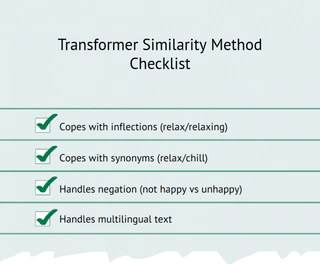 Transformer Similarity Method
Checklist
Copes with inflections (relax/relaxing)
Copes with synonyms (relax/chill)
Handles negation (not happy vs unhappy)
Handles multilingual text